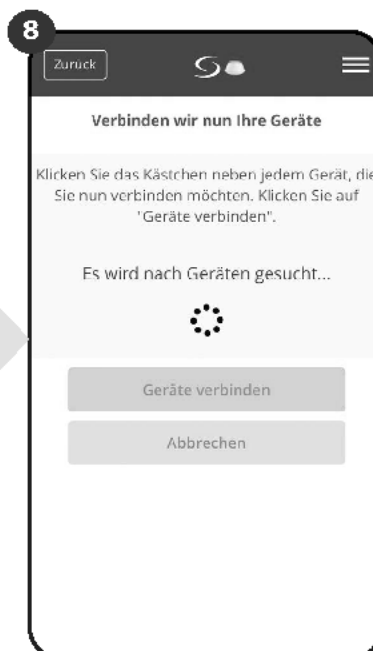 8
Zurück
Verbinden wir nun Ihre Geräte
Klicken Sie das Kästchen neben jedem Gerät, die
Sie nun verbinden möchten. Klicken Sie auf
"Geräte verbinden".
Es wird nach Geräten gesucht...
Geräte verbinden
Abbrechen